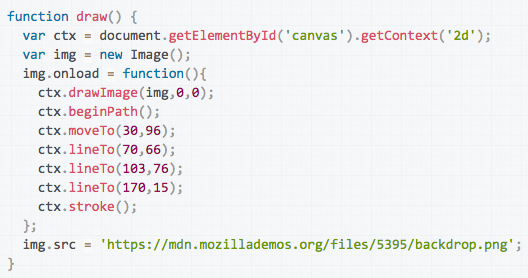 function draw() {
  var ctx = document.getElementById('canvas').getContext('2d');
  var img = new Image();
  img.onload = function(){
    ctx.drawImage(img,0,0);
    ctx.beginPath();
    ctx.moveTo(30,96);
    ctx.lineTo(70,66);
    ctx.lineTo(103,76);
    ctx.lineTo(170,15);
    ctx.stroke();
  };
  img.src = 'https://mdn.mozillademos.org/files/5395/backdrop.png';
}